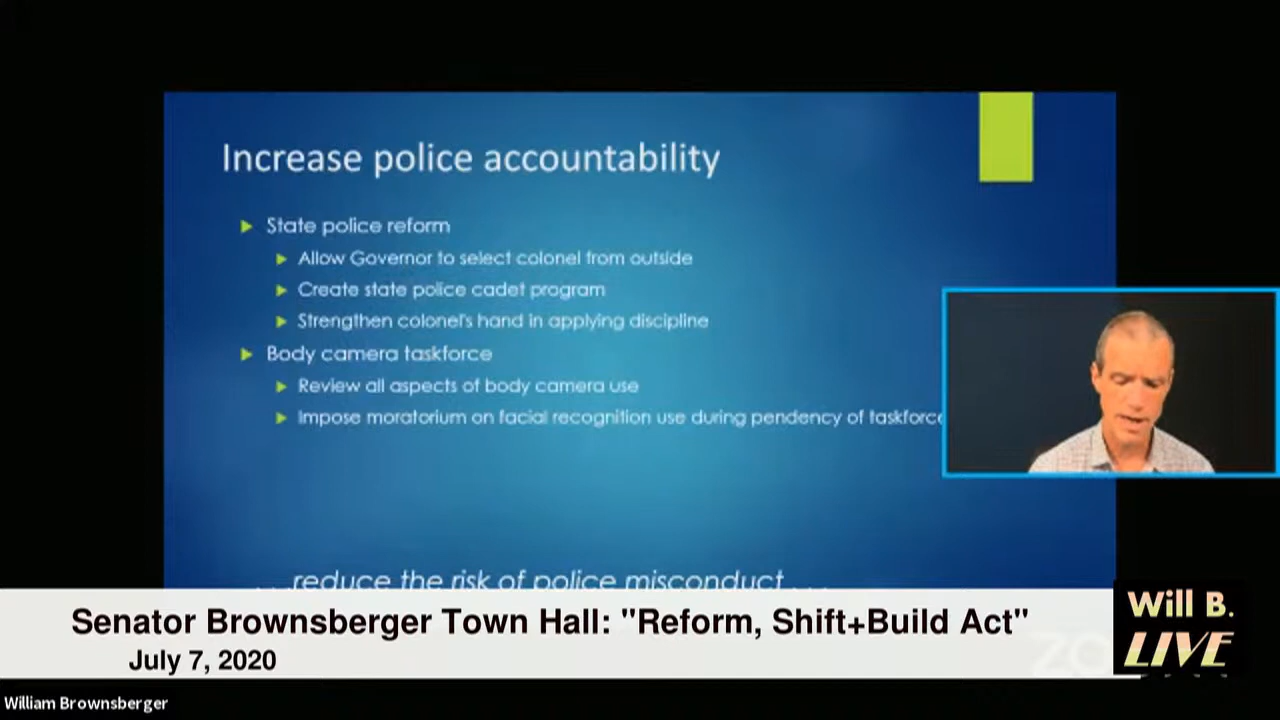 Increase police accountability
State police reform
Allow Governor to select colonel from outside
Create state police cadet program
Strengthen colonel's hand in applying discipline
Body camera taskforce
Review all aspects of body camera use
Impose moratorium on facial recognition use during pendency of taskforce
. . .reduce the risk of police misconduct . . .
Senator Brownsberger Town Hall: "Reform, Shift+Build Act"
July 7, 2020
Will B.
LIVE
William Brownsberger